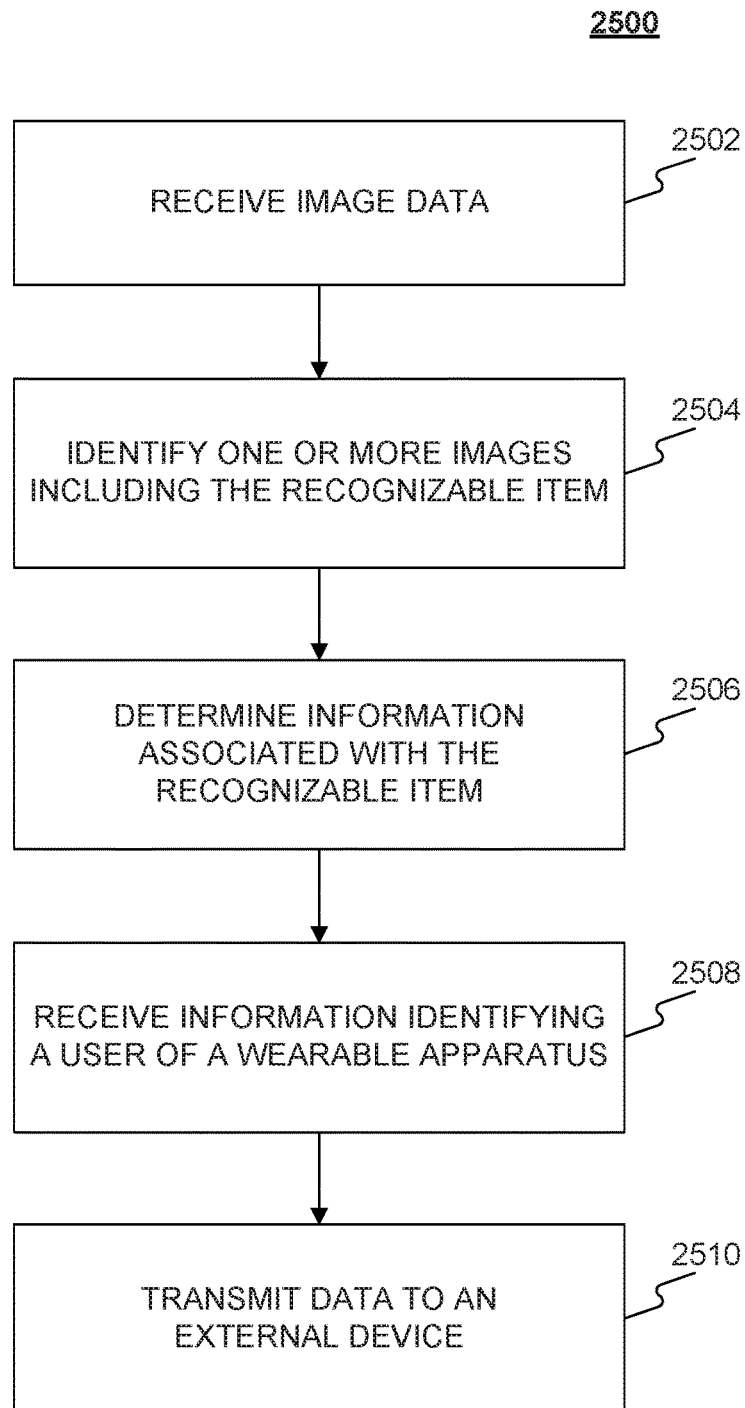 2500
2502
RECEIVE IMAGE DATA
2504
IDENTIFY ONE OR MORE IMAGES
INCLUDING THE RECOGNIZABLE ITEM
2506
DETERMINE INFORMATION
ASSOCIATED WITH THE
RECOGNIZABLE ITEM
2508
RECEIVE INFORMATION IDENTIFYING
A USER OF A WEARABLE APPARATUS
2510
TRANSMIT DATA TO AN
EXTERNAL DEVICE